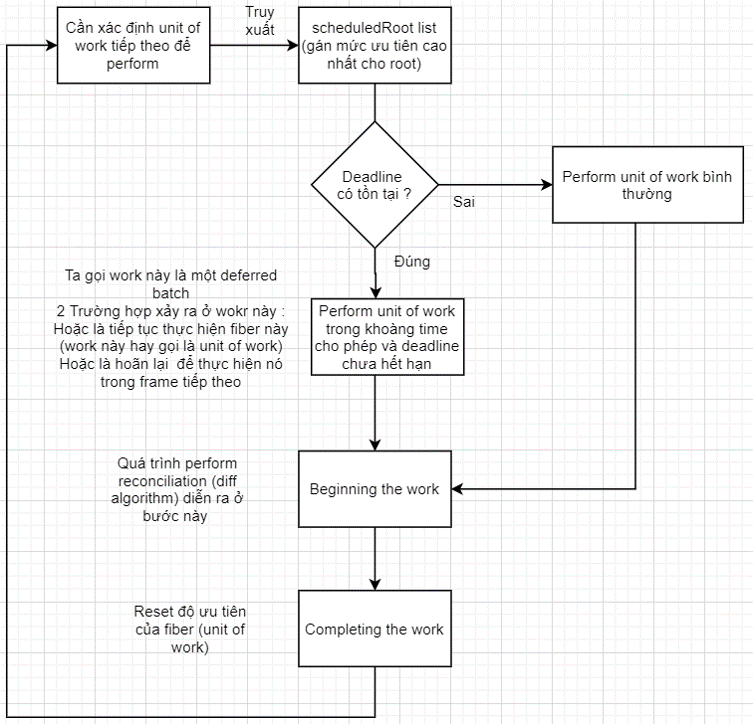 Cần xác định unit of
work tiếp theo để
perform
Truy
xuất
scheduledRoot list
(gán mức ưu tiên cao
nhất cho root)
Deadline
có tồn tại ?
Sai
Perform unit of work bình
thường
Đúng
Ta gọi work này là một deferred
batch
2 Trường hợp xảy ra ở wokr này :
Hoặc là tiếp tục thực hiện fiber này
(work này hay gọi là unit of work)
Hoặc là hoãn lại để thực hiện nó
trong frame tiếp theo
Perform unit of work
trong khoàng time
cho phép và deadline
chưa hết hạn
Quá trình perform
reconciliation (diff
algorithm) diễn ra ở
bước này
Beginning the work
Reset độ ưu tiên
của fiber (unit of
work)
Completing the work